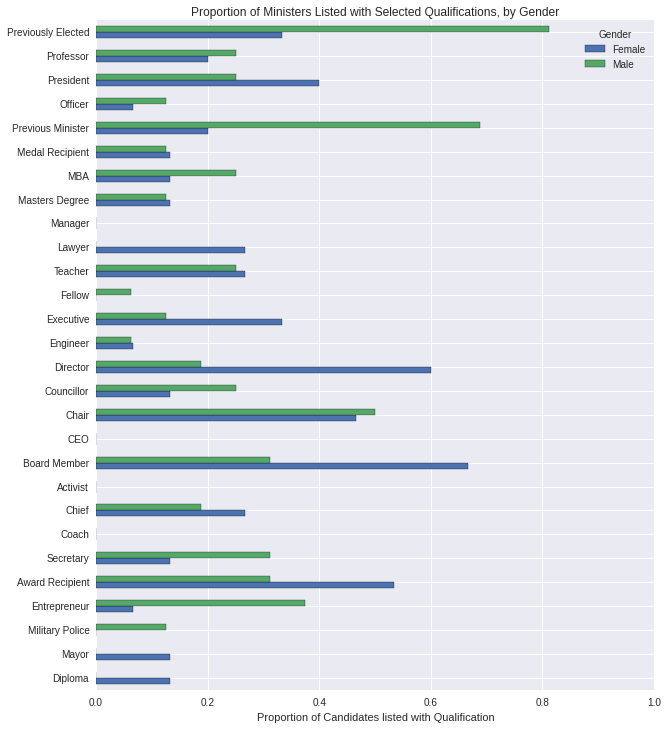 Proportion of Ministers Listed with Selected Qualifications, by Gender
Gender
Female
Male
Previously Elected
Professor
President
Officer
Previous Minister
Medal Recipient
MBA
Masters Degree
Manager
Lawyer
Teacher
Fellow
Executive
Engineer
Director
Councillor
Chair
CEO
Board Member
Activist
Chief
Coach
Secretary
Award Recipient
Entrepreneur
Military Police
Mayor
Diploma
0.0 0.2 0.4 0.6 0.8 1.0
Proportion of Candidates listed with Qualification